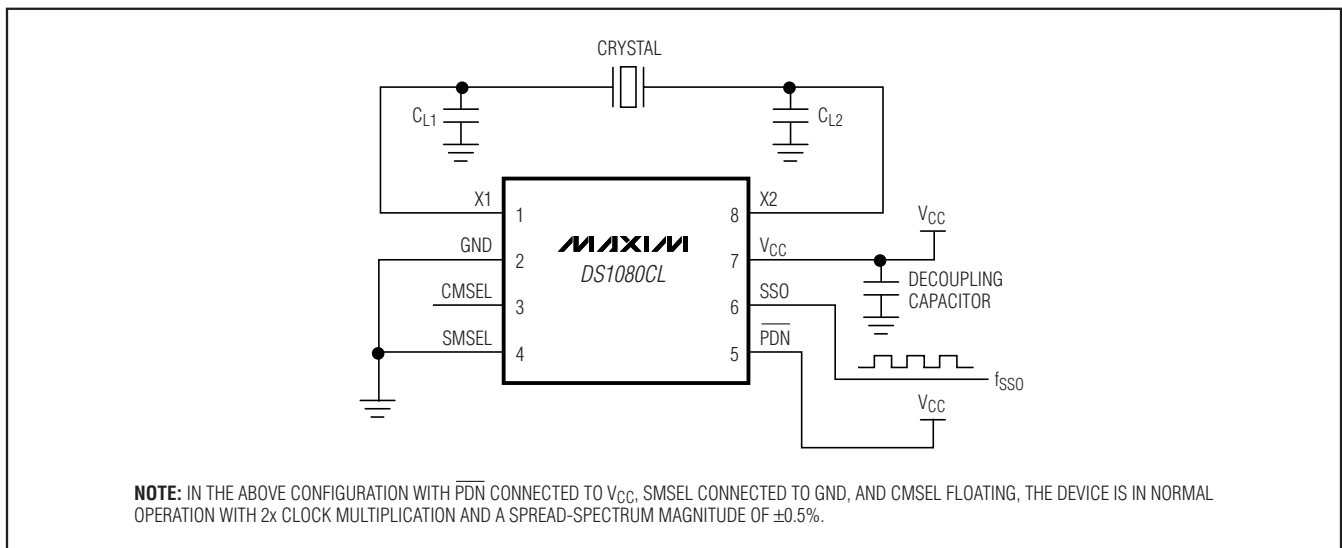 CRYSTAL
CL1
CL2
X1
1
8
X2
VCC
GND
2
MAXIM
7
VCC
DS1080CL
DECOUPLING
CAPACITOR
CMSEL
3
6
SSO
SMSEL
4
5
PDN
fSSO
VCC
NOTE: IN THE ABOVE CONFIGURATION WITH PDN CONNECTED TO VCC, SMSEL CONNECTED TO GND, AND CMSEL FLOATING, THE DEVICE IS IN NORMAL
OPERATION WITH 2x CLOCK MULTIPLICATION AND A SPREAD-SPECTRUM MAGNITUDE OF ±0.5%.